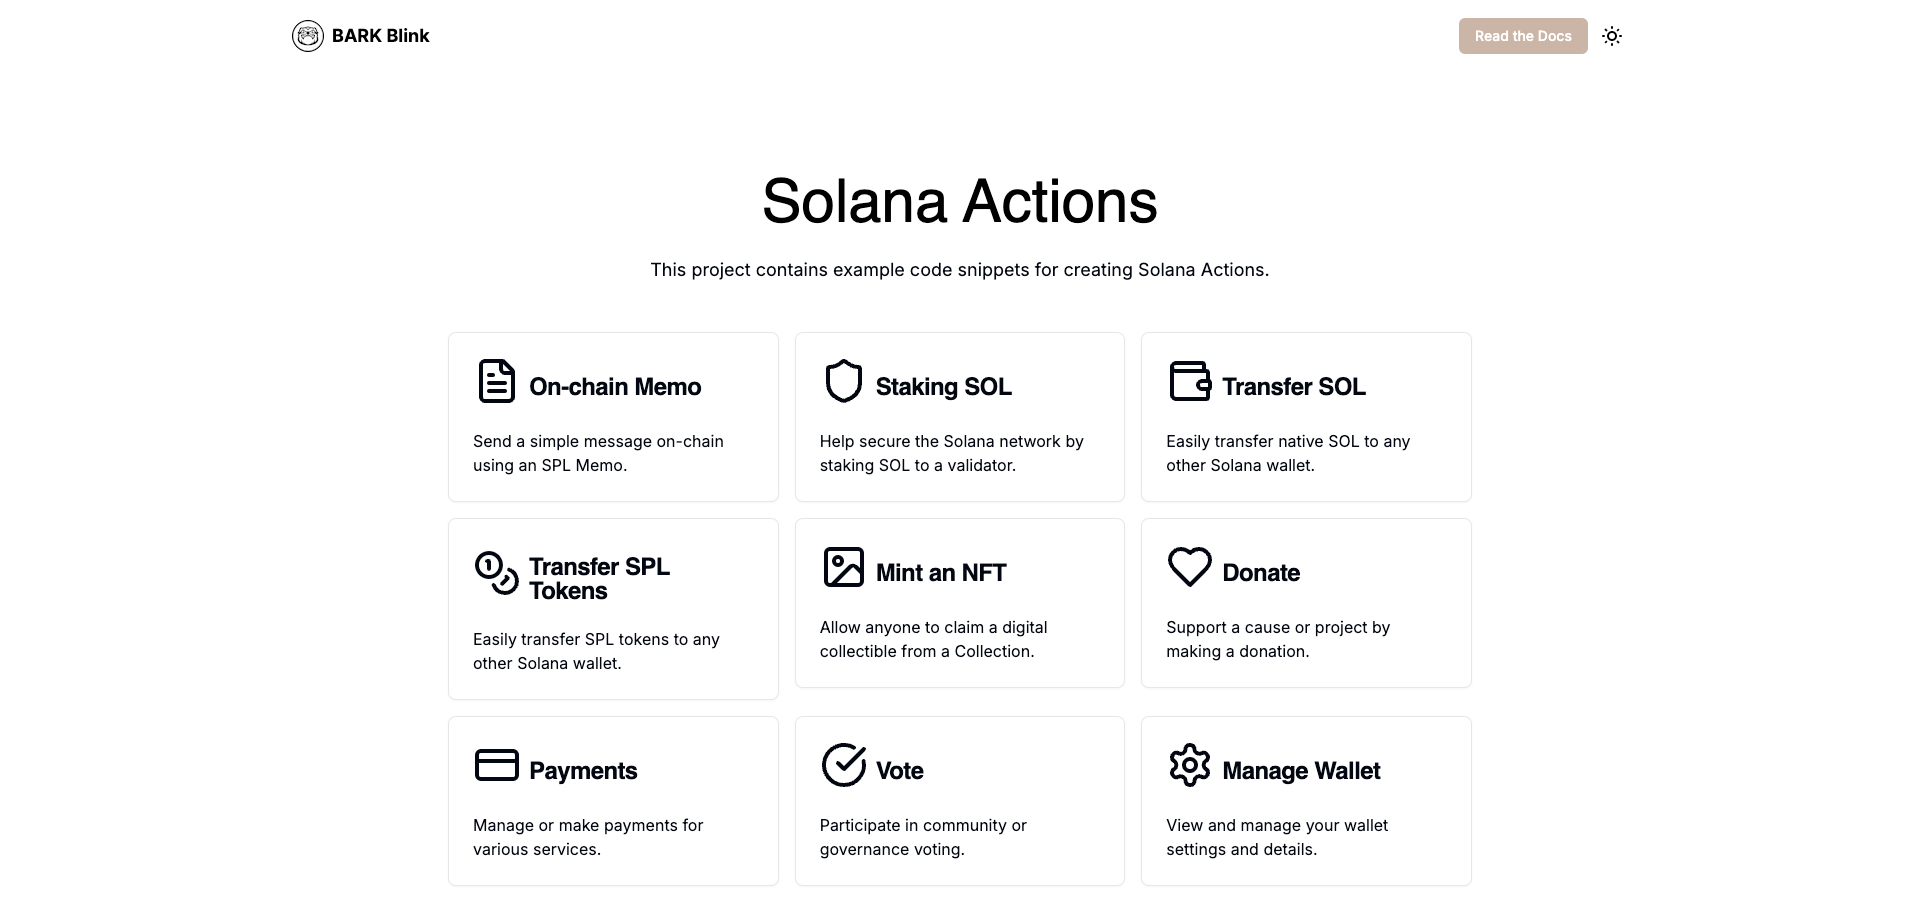 BARK Blink
Read the Docs
Solana Actions
This project contains example code snippets for creating Solana Actions.
On-chain Memo
Send a simple message on-chain
using an SPL Memo.
Staking SOL
Help secure the Solana network by
staking SOL to a validator.
Transfer SOL
Easily transfer native SOL to any
other Solana wallet.
Transfer SPL
Tokens
Easily transfer SPL tokens to any
other Solana wallet.
Mint an NFT
Allow anyone to claim a digital
collectible from a Collection.
Donate
Support a cause or project by
making a donation.
Payments
Manage or make payments for
various services.
Vote
Participate in community or
governance voting.
Manage Wallet
View and manage your wallet
settings and details.